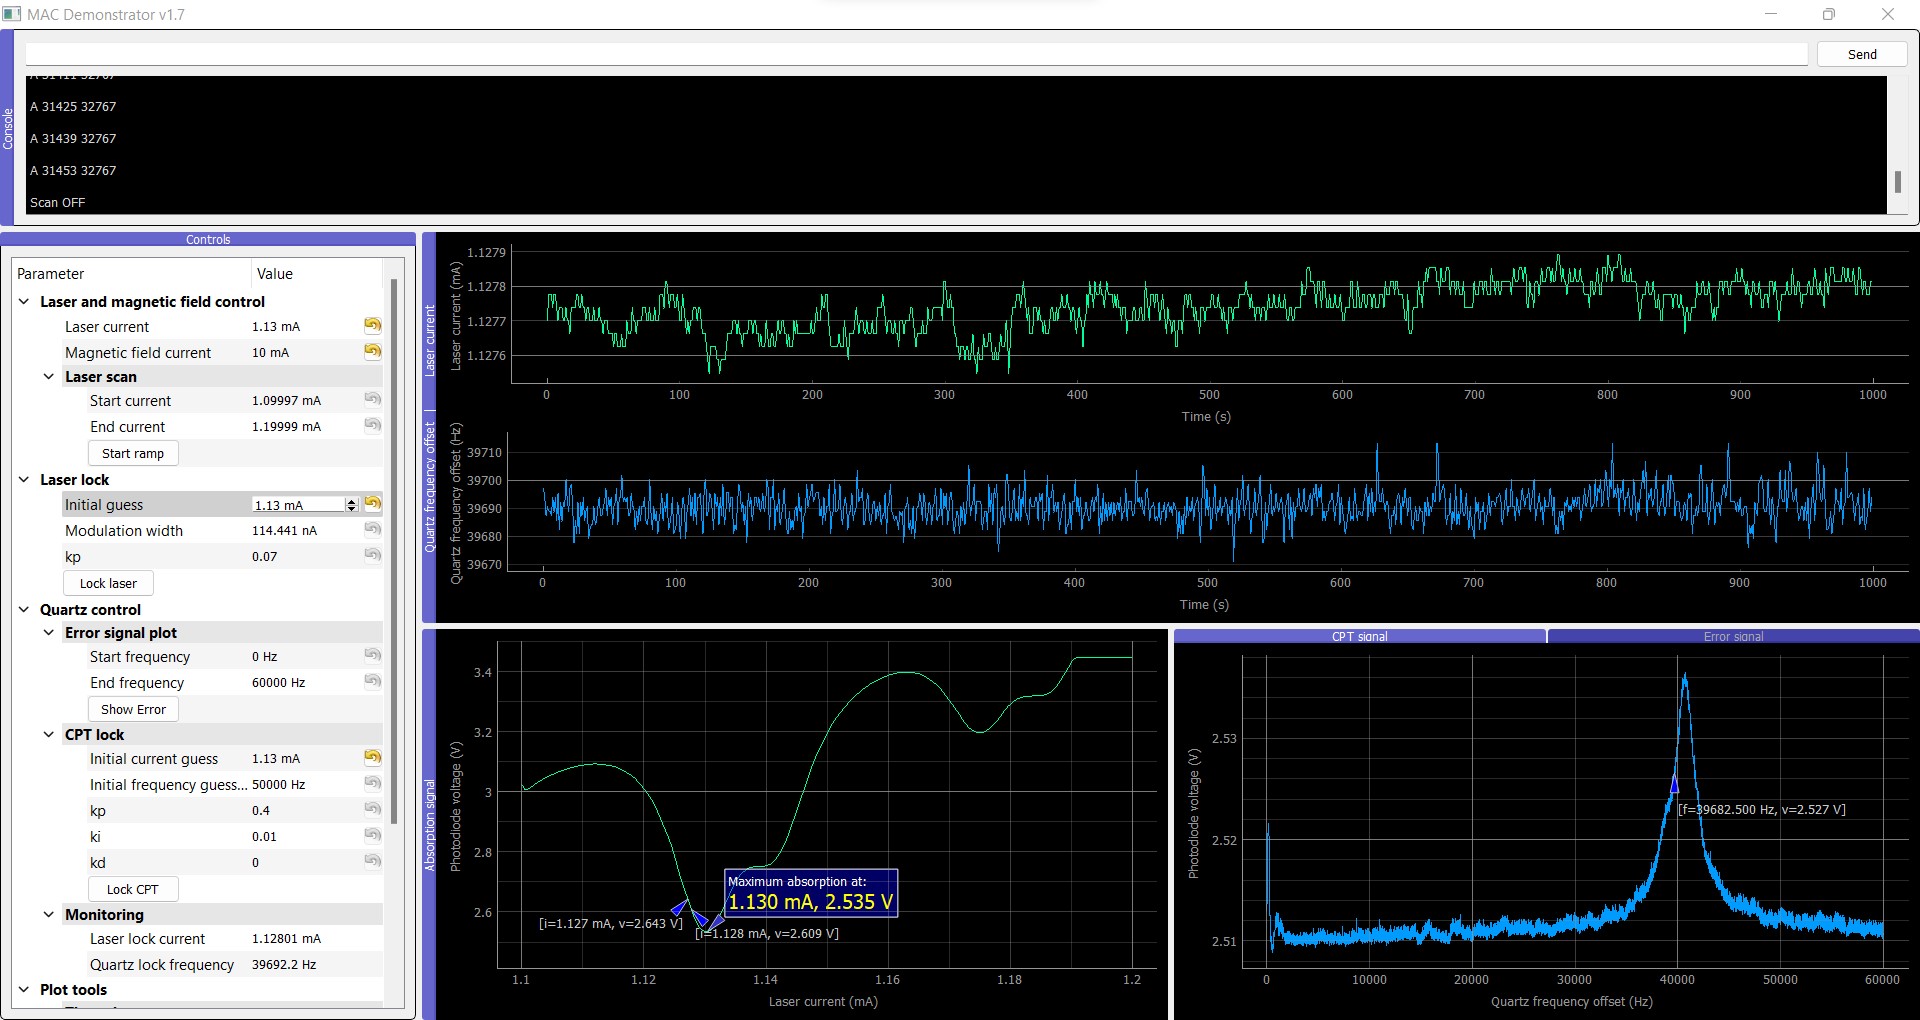 MAC Demonstrator v1.7
Send
Console
A 31425 32767
A 31439 32767
A 31453 32767
Scan OFF
Controls
Parameter Value
Laser and magnetic field control
Laser current 1.13 mA
Magnetic field current 10 mA
Laser scan
Start current 1.09997 mA
End current 1.19999 mA
Start ramp
Laser lock
Initial guess 1.13 mA
Modulation width 114.441 nA
kp 0.07
Lock laser
Quartz control
Error signal plot
Start frequency 0 Hz
End frequency 60000 Hz
Show Error
CPT lock
Initial current guess 1.13 mA
Initial frequency guess... 50000 Hz
kp 0.4
ki 0.01
kd 0
Lock CPT
Monitoring
Laser lock current 1.12801 mA
Quartz lock frequency 39692.2 Hz
Plot tools
Laser current
Laser current (mA)
1.1279
1.1278
1.1277
1.1276
0 100 200 300 400 500 600 700 800 900 1000
Time (s)
Quartz frequency offset
Quartz frequency offset (Hz)
39710
39700
39690
39680
39670
0 100 200 300 400 500 600 700 800 900 1000
Time (s)
Absorption signal
Photodiode voltage (V)
3.4
3.2
3
2.8
2.6
Maximum absorption at:
1.130 mA, 2.535 V
[i=1.127 mA, v=2.643 V]
[i=1.128 mA, v=2.609 V]
1.1 1.12 1.14 1.16 1.18 1.2
Laser current (mA)
CPT signal Error signal
Photodiode voltage (V)
2.53
2.52
2.51
[f=39682.500 Hz, v=2.527 V]
0 10000 20000 30000 40000 50000 60000
Quartz frequency offset (Hz)